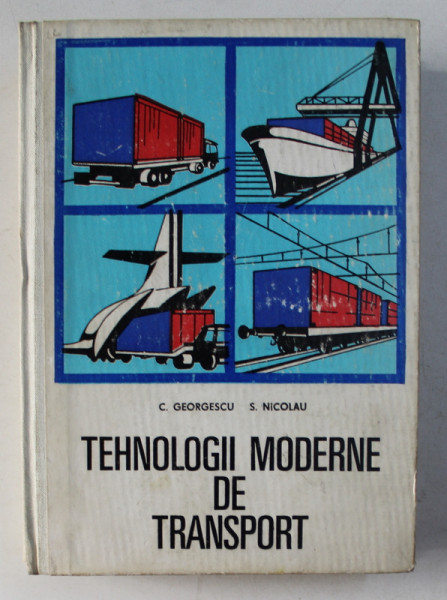 C. GEORGESCU S. NICOLAU
TEHNOLOGII MODERNE
DE
TRANSPORT